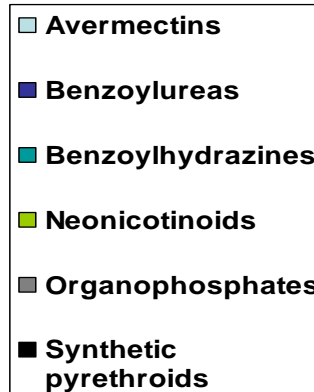 Avermectins
Benzoylureas
Benzoylhydrazines
Neonicotinoids
Organophosphates
Synthetic
pyrethroids